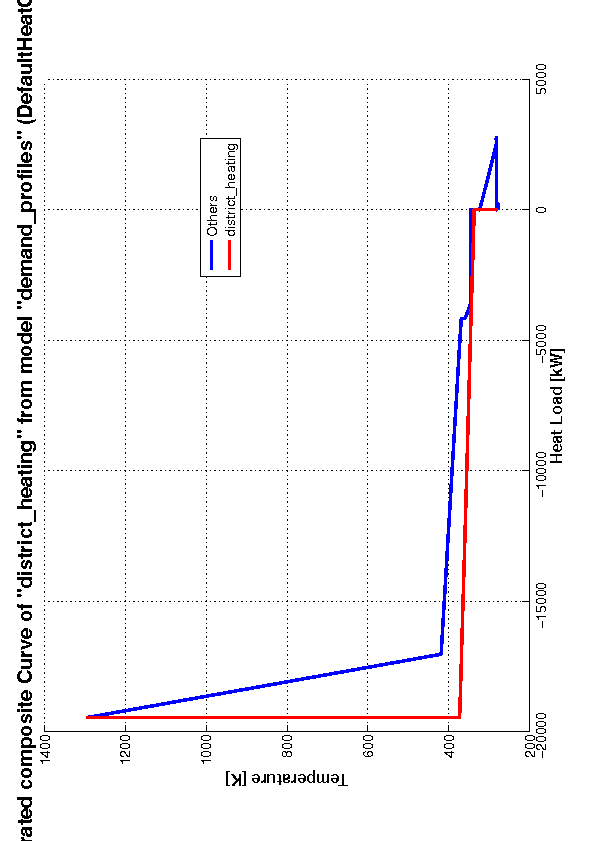 rated composite Curve of "district_heating" from model "demand_profiles" (DefaultHeat
Others
district_heating
Temperature [K]
1400
1200
1000
800
600
400
200
-20000
-15000
-10000
-5000
0
5000
Heat Load [kW]